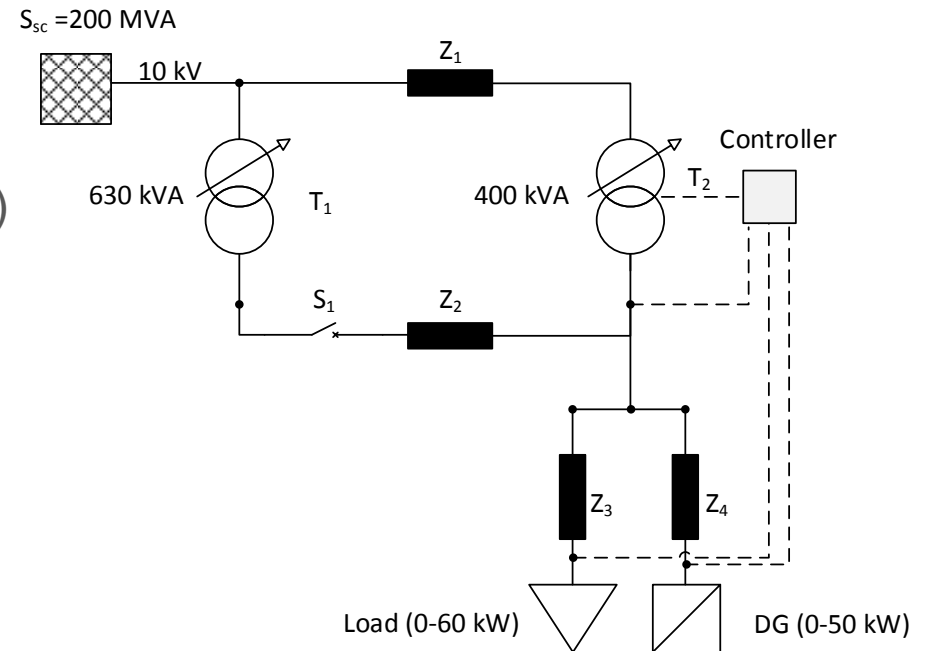 S_sc =200 MVA
10 kV
Z_1
Controller
630 kVA
T_1
400 kVA
T_2
S_1
Z_2
Z_3
Z_4
Load (0-60 kW)
DG (0-50 kW)
)